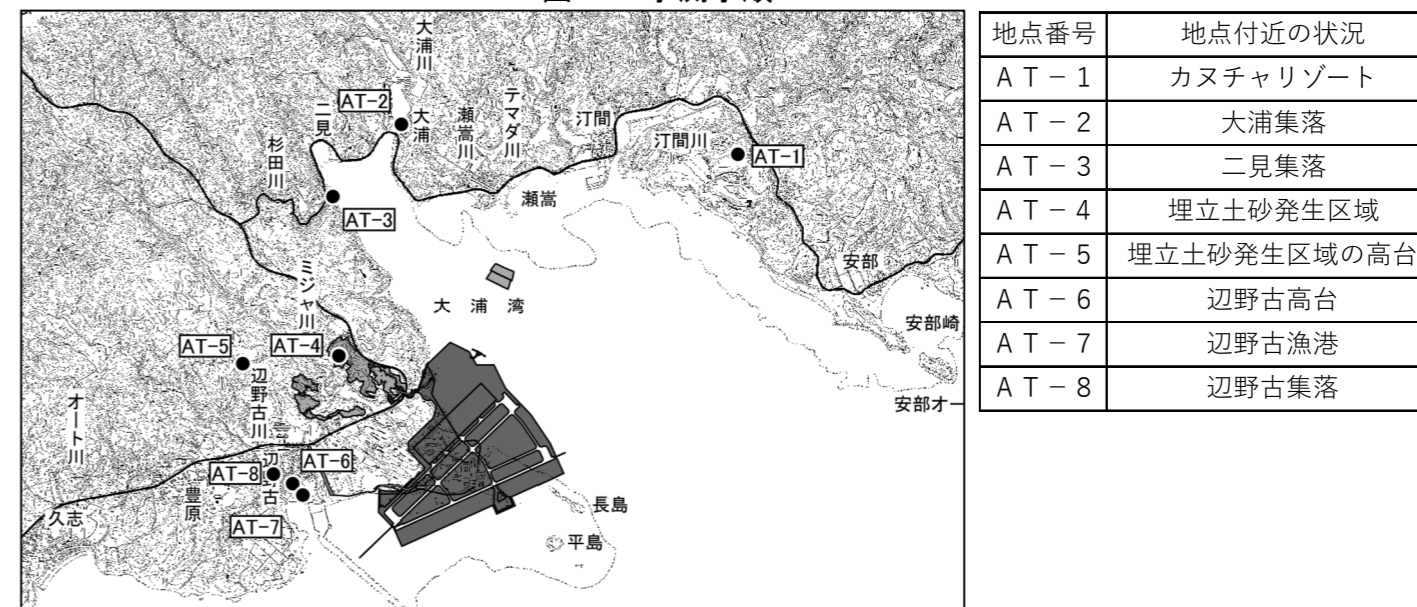 大浦川
二見
AT-2
大浦
瀬嵩川
テマダ川
汀間
汀間川
AT-1
杉田川
AT-3
瀬嵩
ミジャ川
大浦湾
安部
安部崎
AT-5
AT-4
辺野古川
安部オー
オート川
AT-6
AT-8
辺
古
豊原
久志
AT-7
長島
平島
地点番号 地点付近の状況
AT-1 カヌチャリゾート
AT-2 大浦集落
AT-3 二見集落
AT-4 埋立土砂発生区域
AT-5 埋立土砂発生区域の高台
AT-6 辺野古高台
AT-7 辺野古漁港
AT-8 辺野古集落